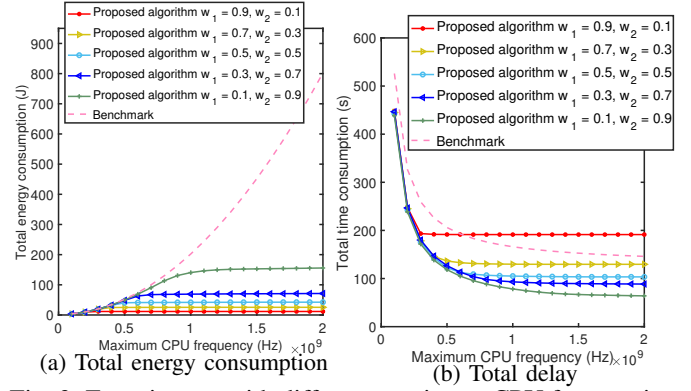 Proposed algorithm w1 = 0.9, w2 = 0.1
Proposed algorithm w1 = 0.7, w2 = 0.3
Proposed algorithm w1 = 0.5, w2 = 0.5
Proposed algorithm w1 = 0.3, w2 = 0.7
Proposed algorithm w1 = 0.1, w2 = 0.9
Benchmark
Total energy consumption (J)
900
800
700
600
500
400
300
200
100
0
0 0.5 1 1.5 2
Maximum CPU frequency (Hz) ×10^9
(a) Total energy consumption
Proposed algorithm w1 = 0.9, w2 = 0.1
Proposed algorithm w1 = 0.7, w2 = 0.3
Proposed algorithm w1 = 0.5, w2 = 0.5
Proposed algorithm w1 = 0.3, w2 = 0.7
Proposed algorithm w1 = 0.1, w2 = 0.9
Benchmark
Total time consumption (s)
600
500
400
300
200
100
0
0 0.5 1 1.5 2
Maximum CPU frequency (Hz) ×10^9
(b) Total delay